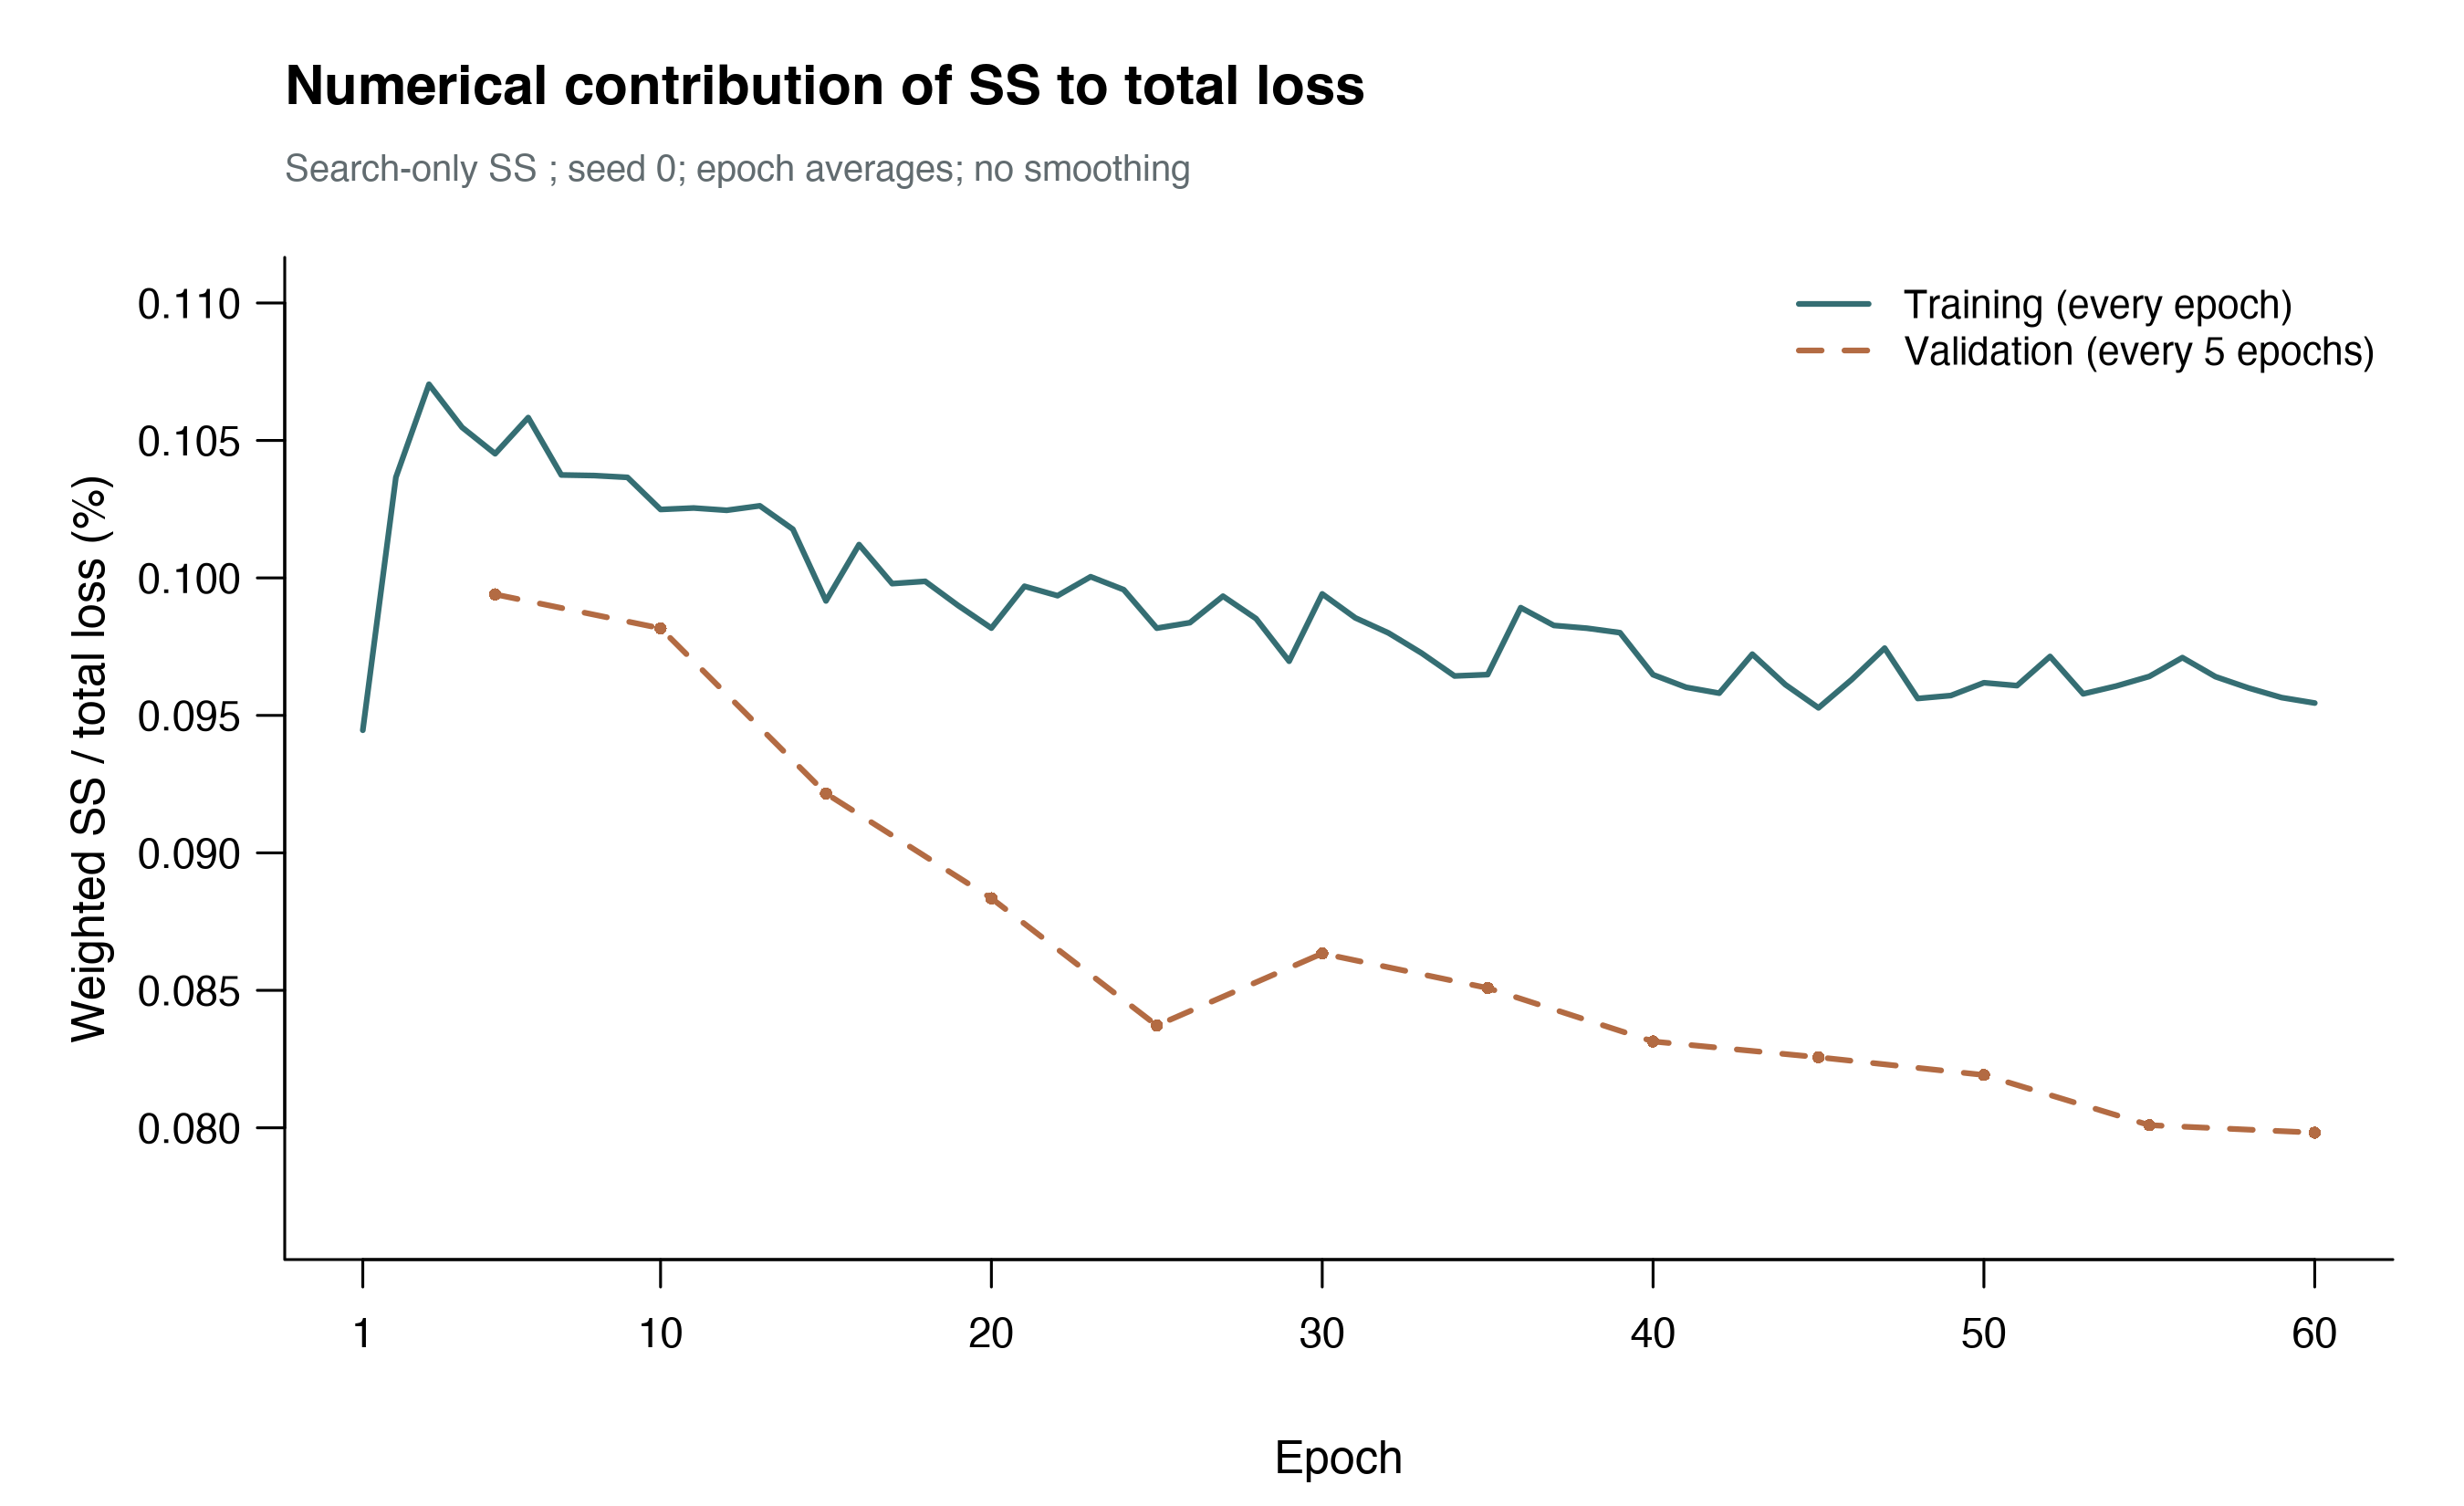 Numerical contribution of SS to total loss
Search-only SS ; seed 0; epoch averages; no smoothing
Training (every epoch)
Validation (every 5 epochs)
Weighted SS / total loss (%)
0.110
0.105
0.100
0.095
0.090
0.085
0.080
1
10
20
30
40
50
60
Epoch